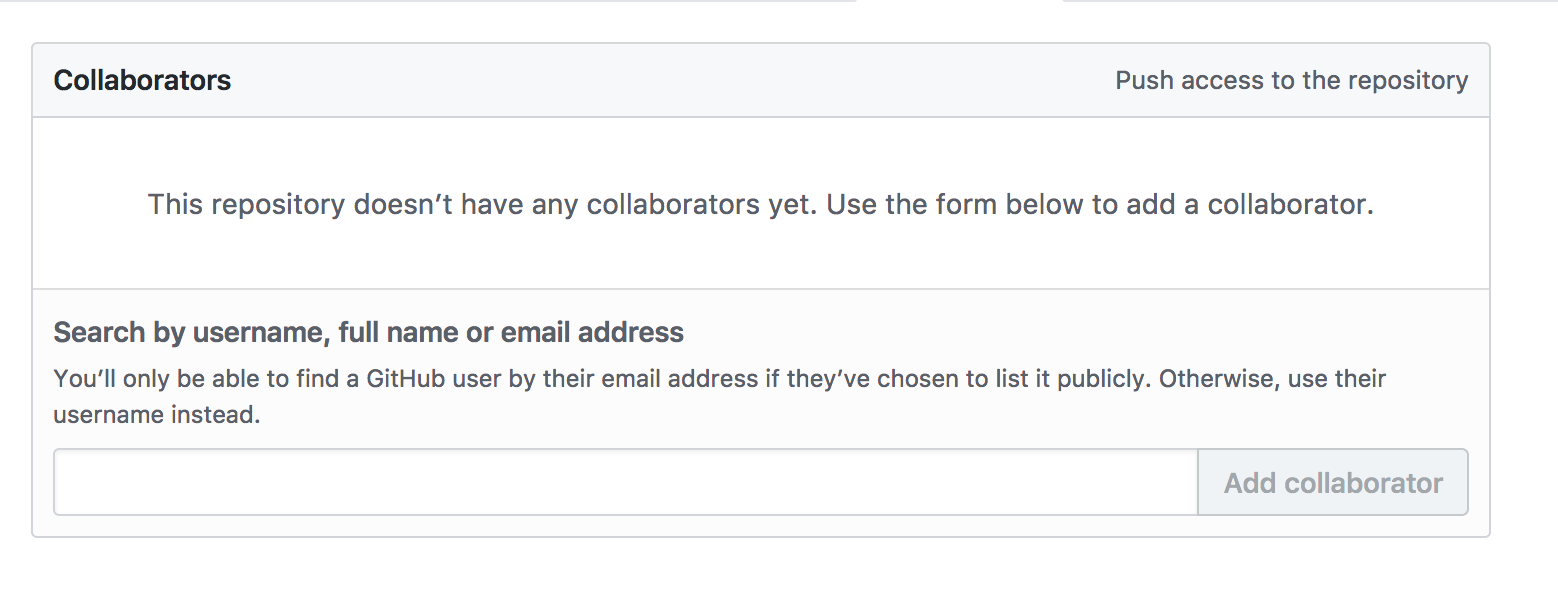 Collaborators
Push access to the repository
This repository doesn’t have any collaborators yet. Use the form below to add a collaborator.
Search by username, full name or email address
You’ll only be able to find a GitHub user by their email address if they’ve chosen to list it publicly. Otherwise, use their
username instead.
Add collaborator